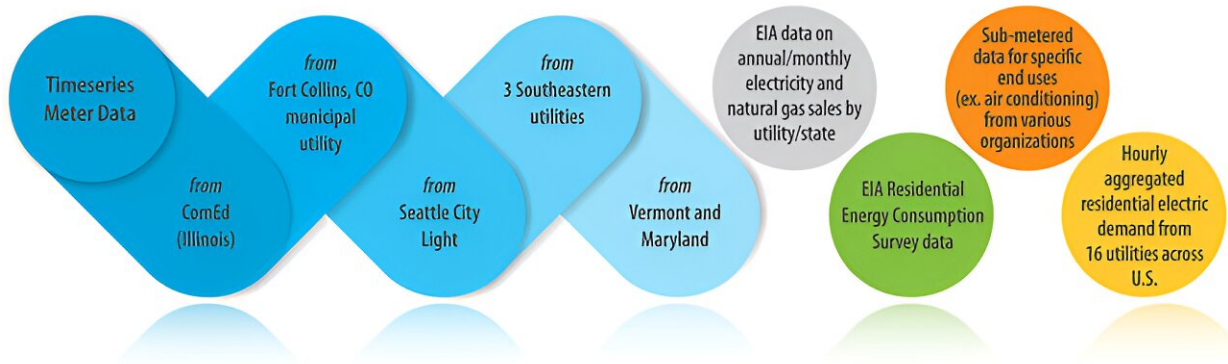 Timeseries
Meter Data
from
ComEd
(Illinois)
from
Fort Collins, CO
municipal
utility
from
Seattle City
Light
from
3 Southeastern
utilities
from
Vermont and
Maryland
EIA data on
annual/monthly
electricity and
natural gas sales by
utility/state
EIA Residential
Energy Consumption
Survey data
Sub-metered
data for specific
end uses
(ex. air conditioning)
from various
organizations
Hourly
aggregated
residential electric
demand from
16 utilities across
U.S.